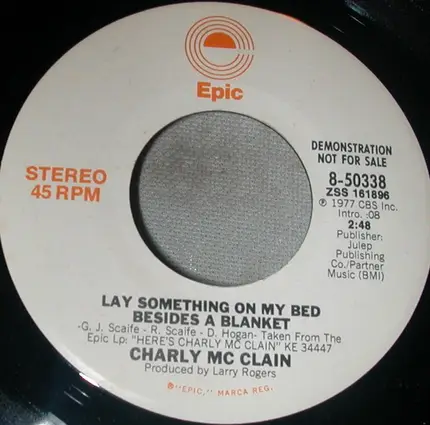 Epic
STEREO
45 RPM
DEMONSTRATION
NOT FOR SALE
8-50338
ZSS 161896
℗ 1977 CBS Inc.
Intro. :08
2:48
Publisher:
Julep
Publishing
Co./Partner
Music (BMI)
LAY SOMETHING ON MY BED
BESIDES A BLANKET
-G. J. Scaife - R. Scaife - D. Hogan- Taken From The
Epic Lp: "HERE'S CHARLY MC CLAIN" KE 34447
CHARLY MC CLAIN
Produced by Larry Rogers
®"EPIC," MARCA REG.